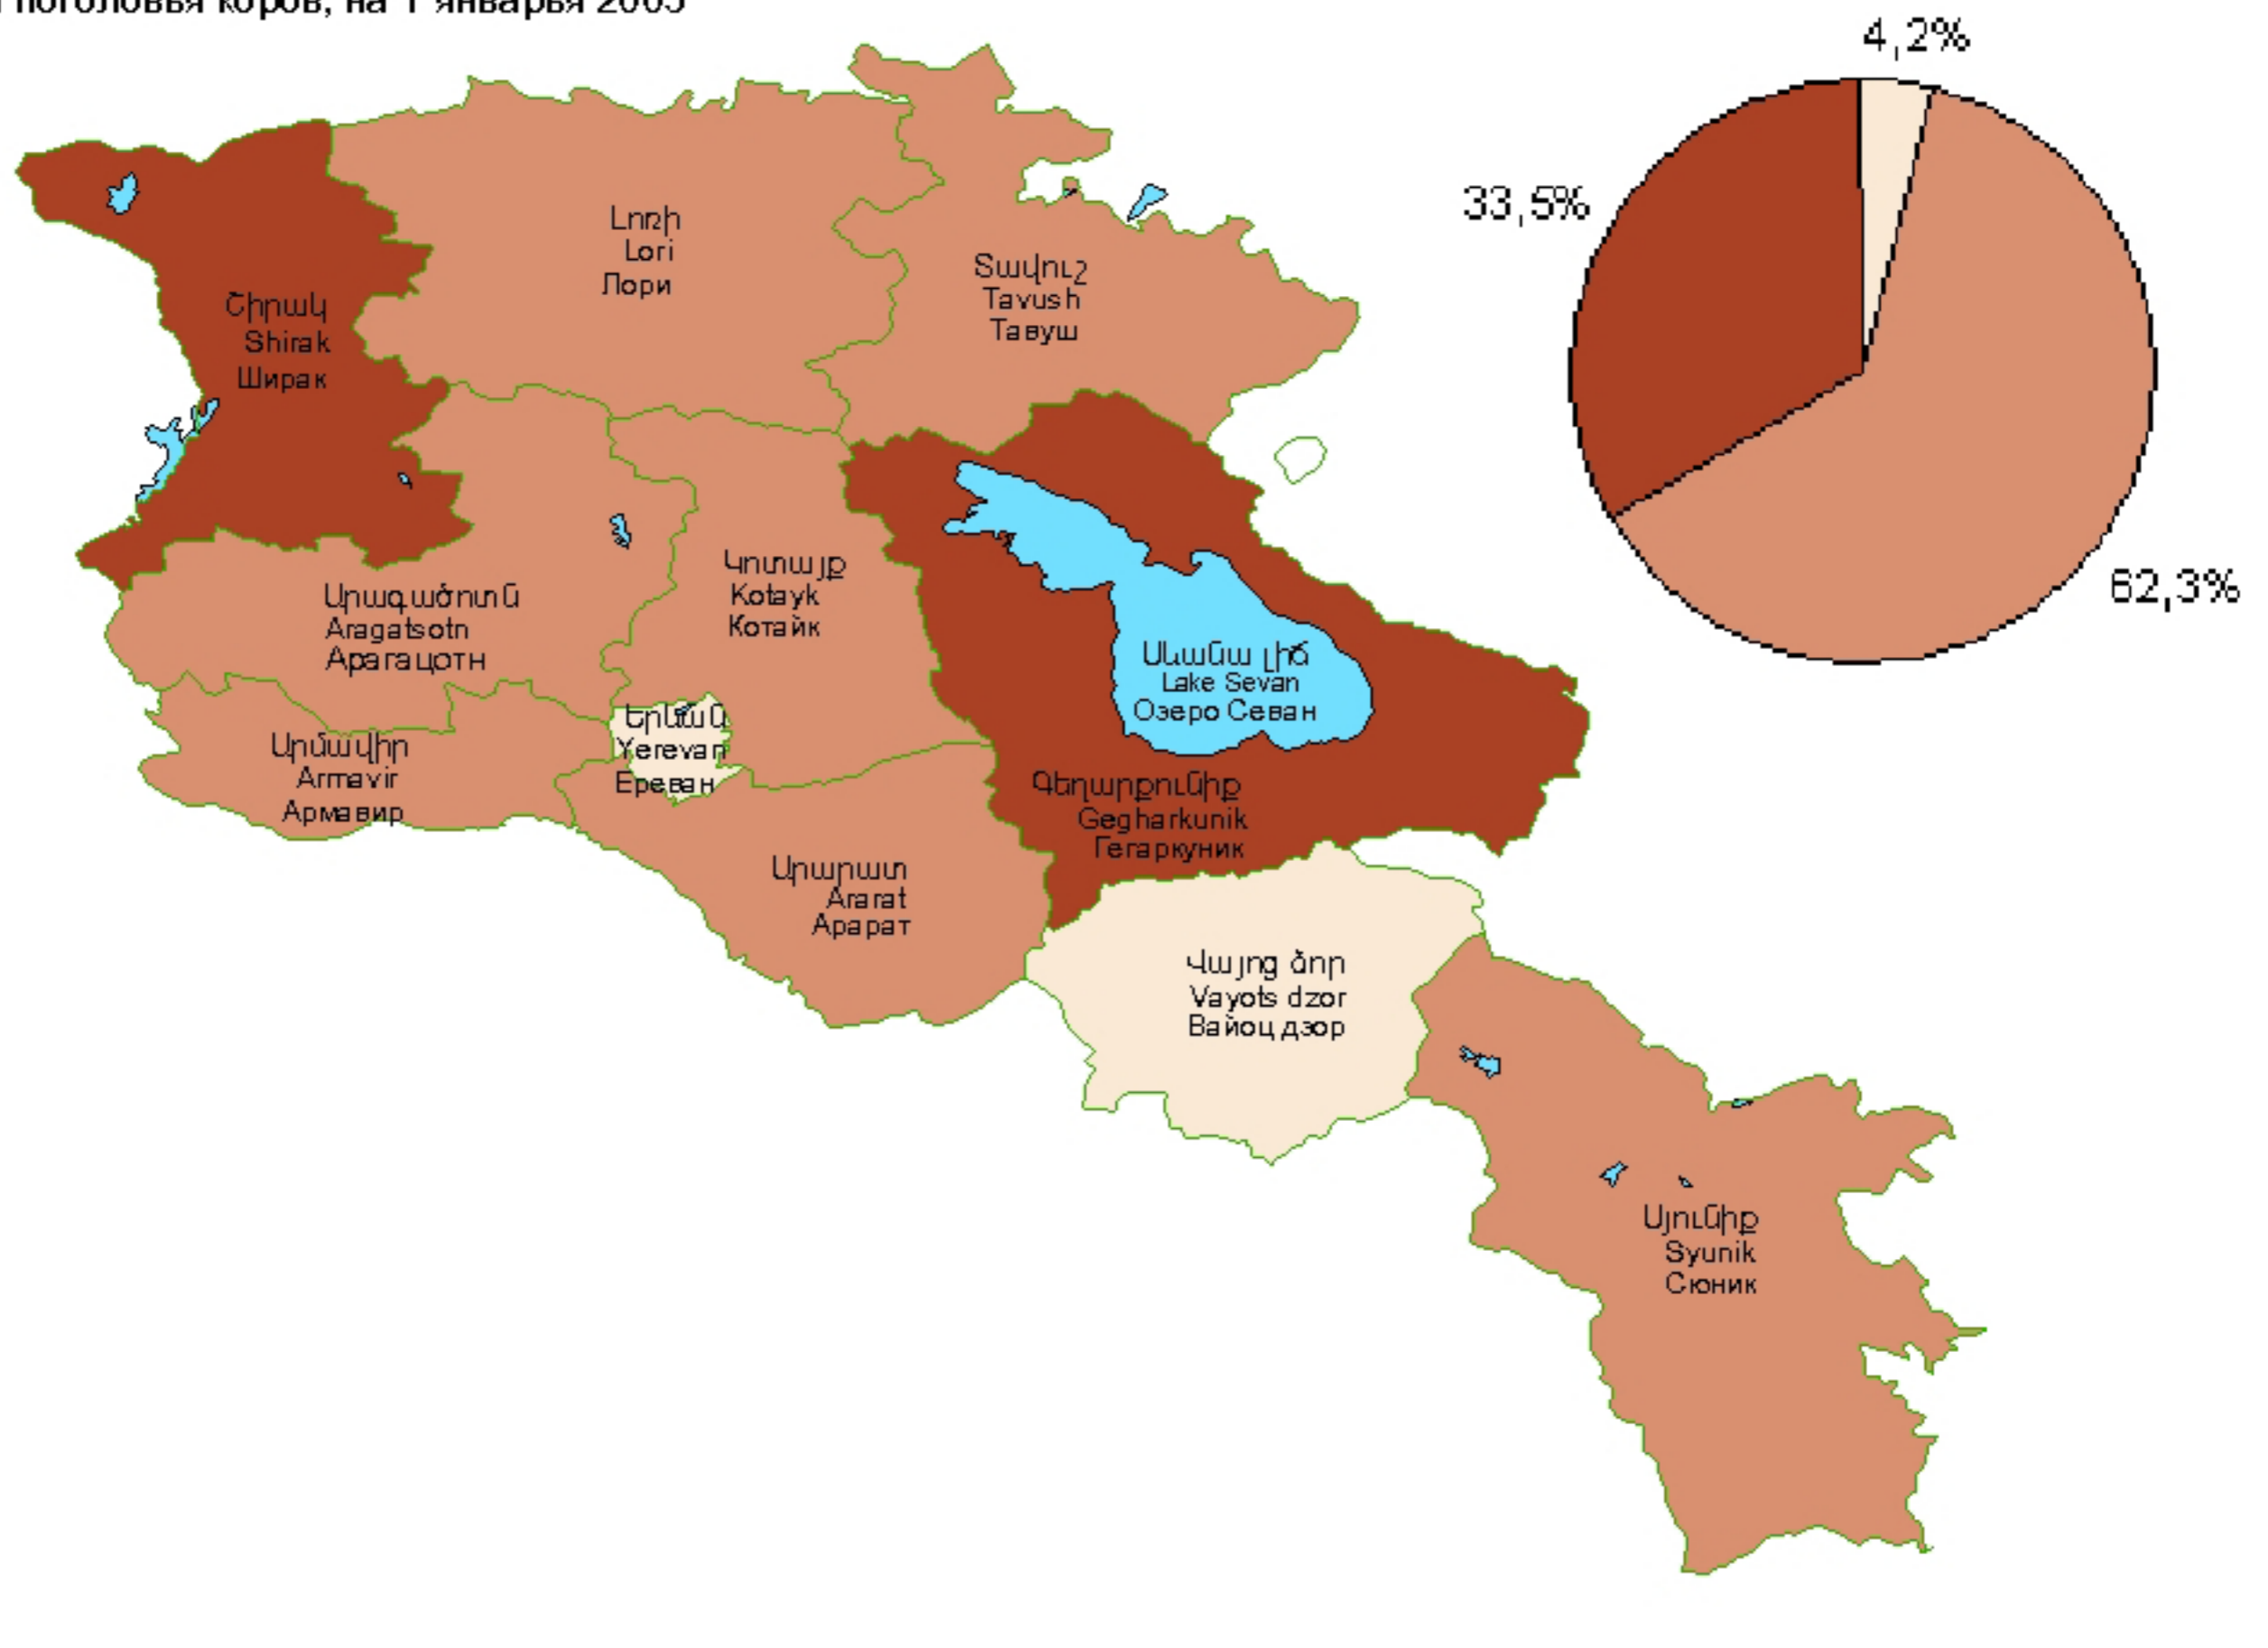 поголовья коров, на 1 январья 2005
4,2%
33,5%
62,3%
Լոռի
Lori
Лори
Տավուշ
Tavush
Тавуш
Շիրակ
Shirak
Ширак
Կոտայք
Kotayk
Котайк
Արագածոտն
Aragatsotn
Арагацотн
Սևանա լիճ
Lake Sevan
Озеро Севан
Երևան
Yerevan
Ереван
Արմավիր
Armavir
Армавир
Գեղարքունիք
Gegharkunik
Гегаркуник
Արարատ
Ararat
Арарат
Վայոց ձոր
Vayots dzor
Вайоц дзор
Սյունիք
Syunik
Сюник